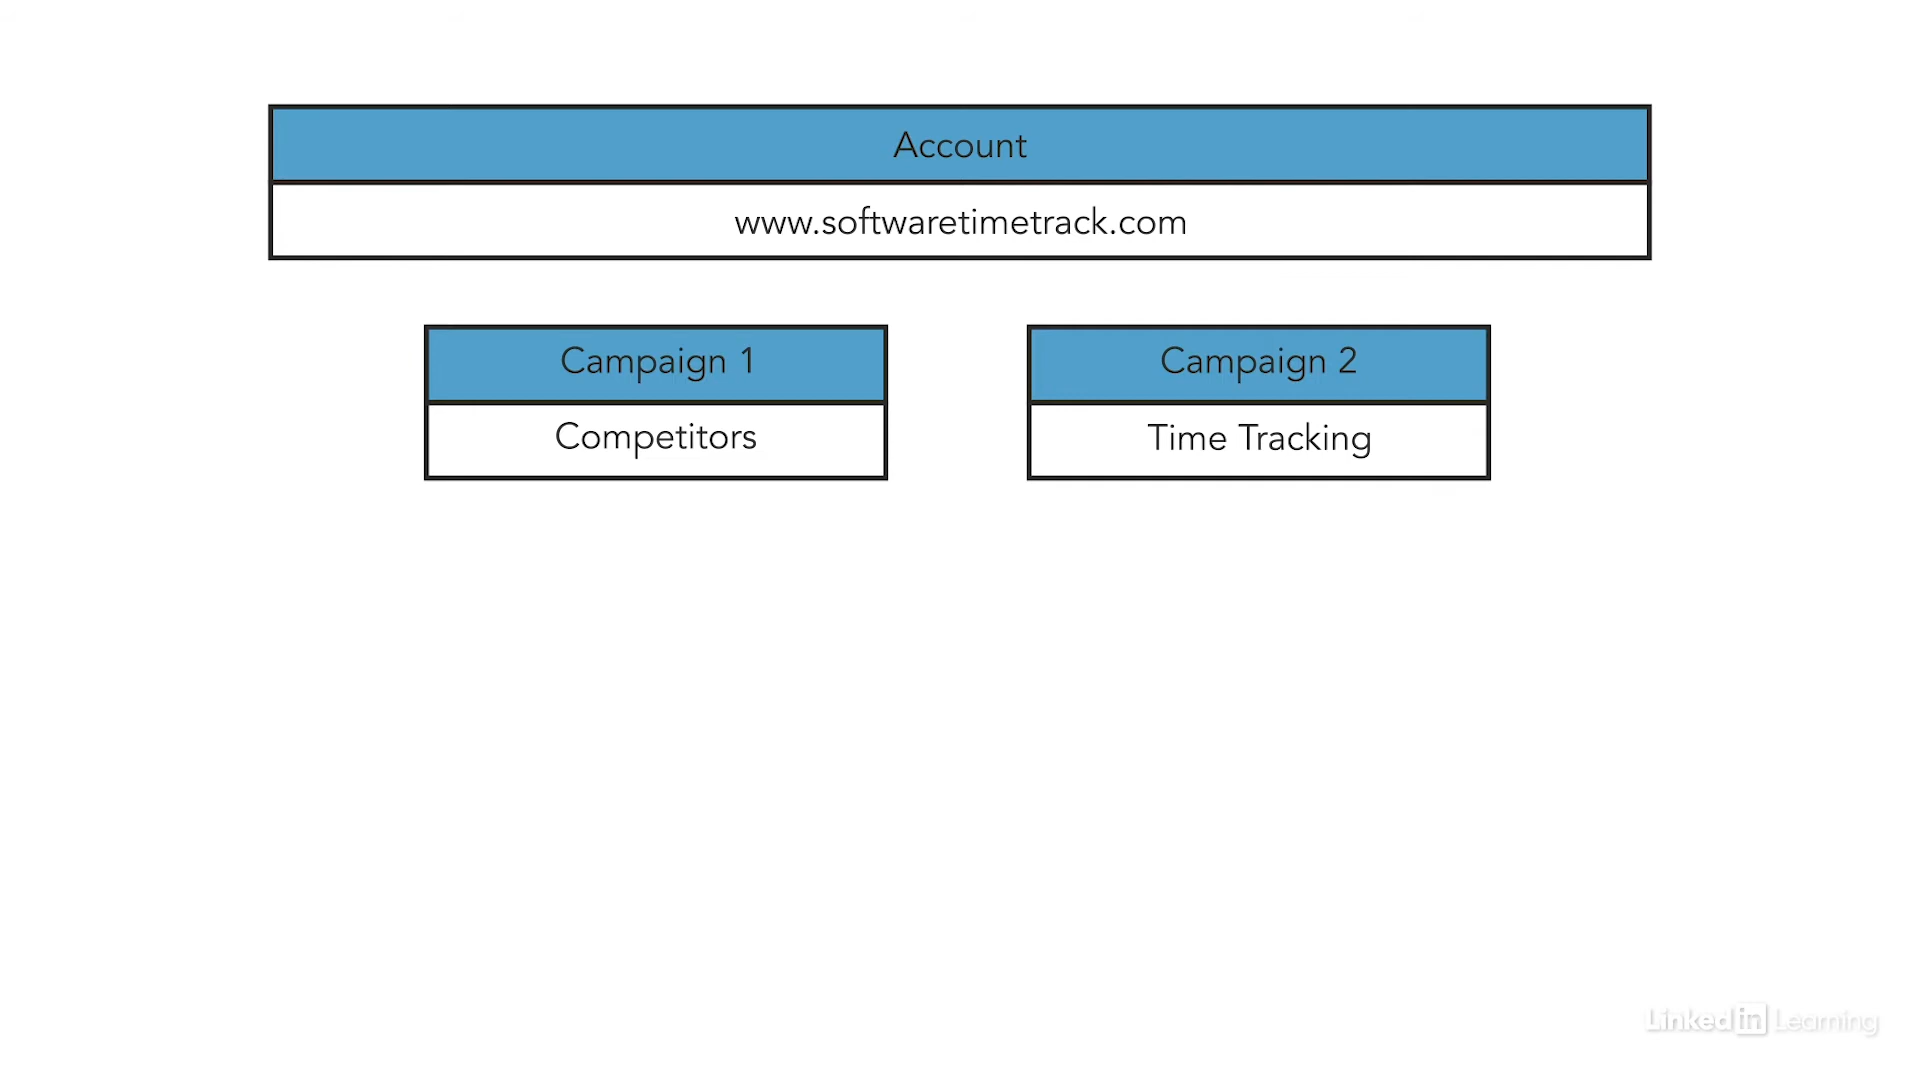 Account
www.softwaretimetrack.com
Campaign 1
Campaign 2
Competitors
Time Tracking
LinkedIn Learning